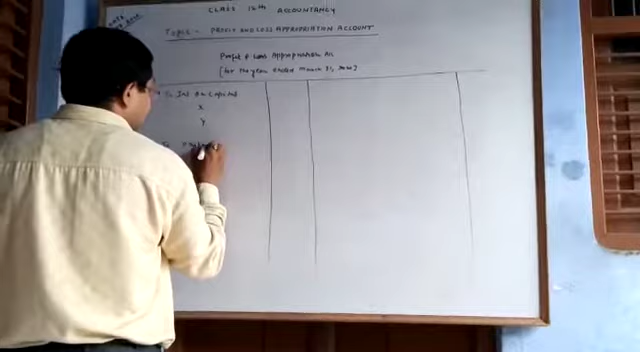 CLASS 12th ACCOUNTANCY
Topic - PROFIT AND LOSS APPROPRIATION ACCOUNT
Profit & Loss Appropriation A/c
(for the year ended March 31,
To Int on Capital
X
Y
To